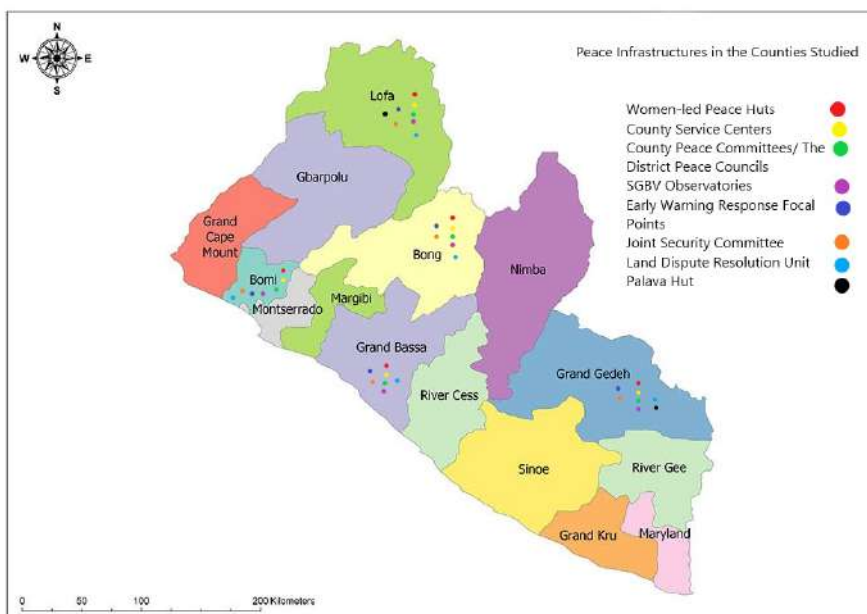 N
W E
S
Peace Infrastructures in the Counties Studied
Women-led Peace Huts
County Service Centers
County Peace Committees/ The
District Peace Councils
SGBV Observatories
Early Warning Response Focal
Points
Joint Security Committee
Land Dispute Resolution Unit
Palava Hut
Lofa
Gbarpolu
Grand
Cape
Mount
Bong
Nimba
Bomi
Montserrado
Margibi
Grand Bassa
River Cess
Grand Gedeh
Sinoe
River Gee
Grand Kru
Maryland
0 50 100 200 Kilometers